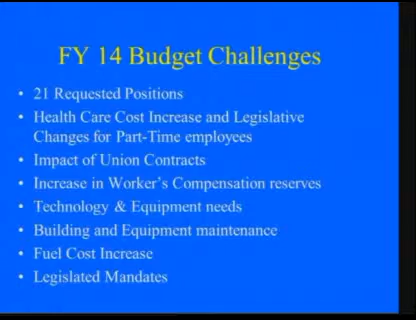 FY 14 Budget Challenges
• 21 Requested Positions
• Health Care Cost Increase and Legislative
Changes for Part-Time employees
• Impact of Union Contracts
• Increase in Worker's Compensation reserves
• Technology & Equipment needs
• Building and Equipment maintenance
• Fuel Cost Increase
• Legislated Mandates